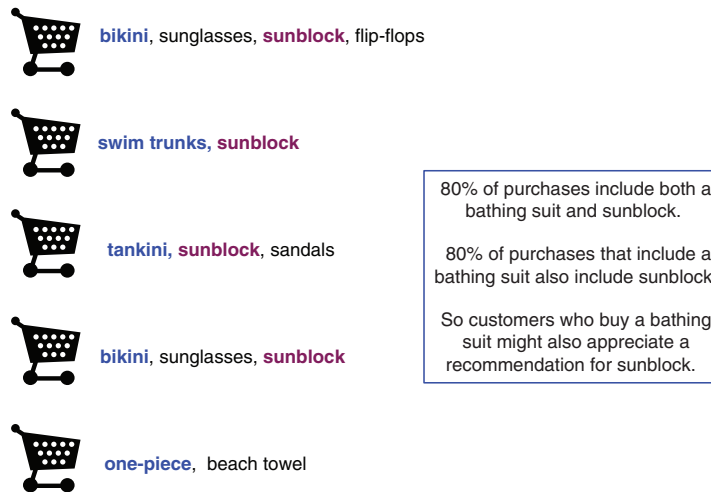 bikini, sunglasses, sunblock, flip-flops
swim trunks, sunblock
tankini, sunblock, sandals
bikini, sunglasses, sunblock
one-piece, beach towel
80% of purchases include both a
bathing suit and sunblock.
80% of purchases that include a
bathing suit also include sunblock
So customers who buy a bathing
suit might also appreciate a
recommendation for sunblock.